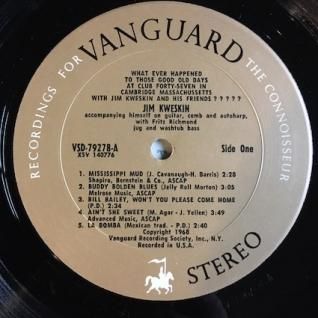 RECORDINGS FOR VANGUARD THE CONNOISSEUR
WHAT EVER HAPPENED
TO THOSE GOOD OLD DAYS
AT CLUB FORTY-SEVEN IN
CAMBRIDGE MASSACHUSETTS
WITH JIM KWESKIN AND HIS FRIENDS ?????
JIM KWESKIN
accompanying himself on guitar, comb and autoharp,
with Fritz Richmond
jug and washtub bass
VSD-79278-A
XSV 140776
Side One
1. MISSISSIPPI MUD (J. Cavanaugh-H. Barris) 2:28
Shapiro, Bernstein & Co., ASCAP
2. BUDDY BOLDEN BLUES (Jelly Roll Morton) 3:05
Melrose Music, ASCAP
3. BILL BAILEY, WON'T YOU PLEASE COME HOME
(P.D.) 2:34
4. AIN'T SHE SWEET (M. Agar - J. Yellen) 3:49
Advanced Music, ASCAP
5. LA BOMBA (Mexican trad. - P.D.) 2:40
Copyright 1968
Vanguard Recording Society, Inc., N.Y.
Recorded in U.S.A.
STEREO